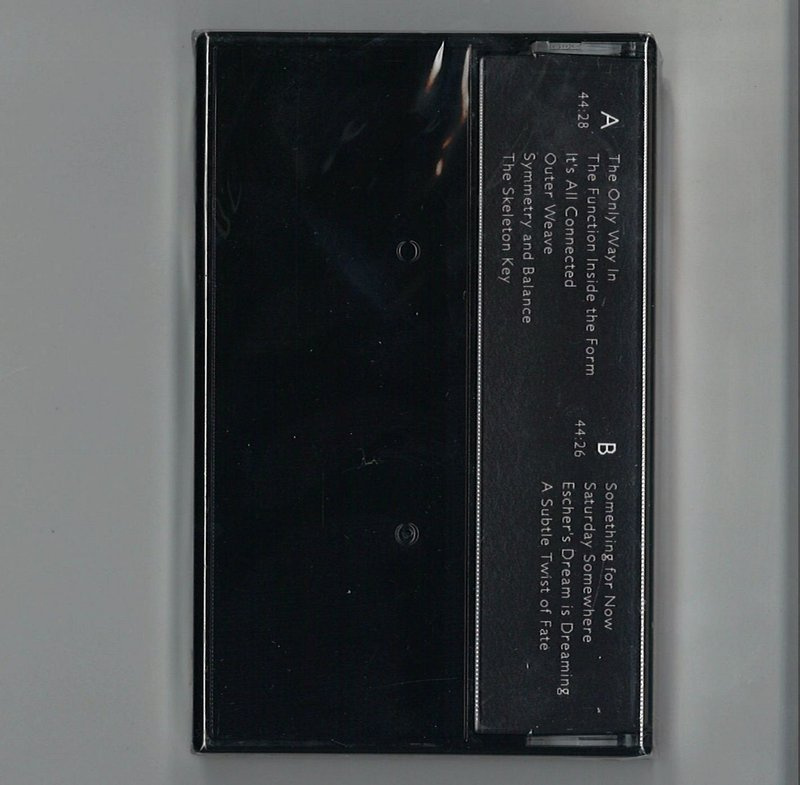 A
44:28
The Only Way In
The Function Inside the Form
It's All Connected
Outer Weave
Symmetry and Balance
The Skeleton Key
B
44:26
Something for Now
Saturday Somewhere
Escher's Dream is Dreaming
A Subtle Twist of Fate